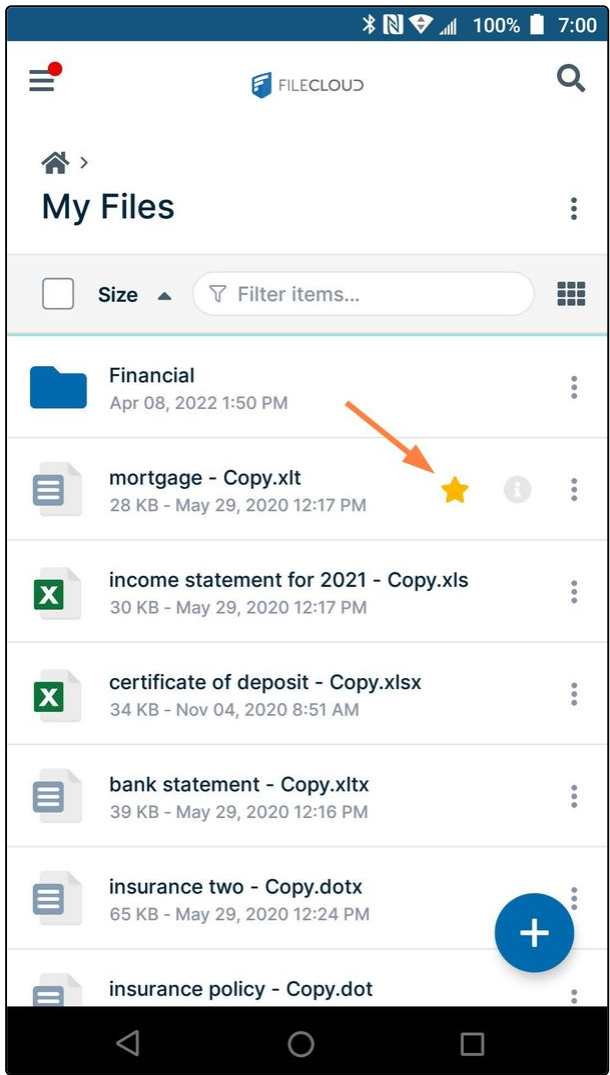 100% 7:00
FILECLOUD
My Files
Size Filter items...
Financial
Apr 08, 2022 1:50 PM
mortgage - Copy.xlt
28 KB - May 29, 2020 12:17 PM
income statement for 2021 - Copy.xls
30 KB - May 29, 2020 12:17 PM
certificate of deposit - Copy.xlsx
34 KB - Nov 04, 2020 8:51 AM
bank statement - Copy.xltx
39 KB - May 29, 2020 12:16 PM
insurance two - Copy.dotx
65 KB - May 29, 2020 12:24 PM
insurance policy - Copy.dot